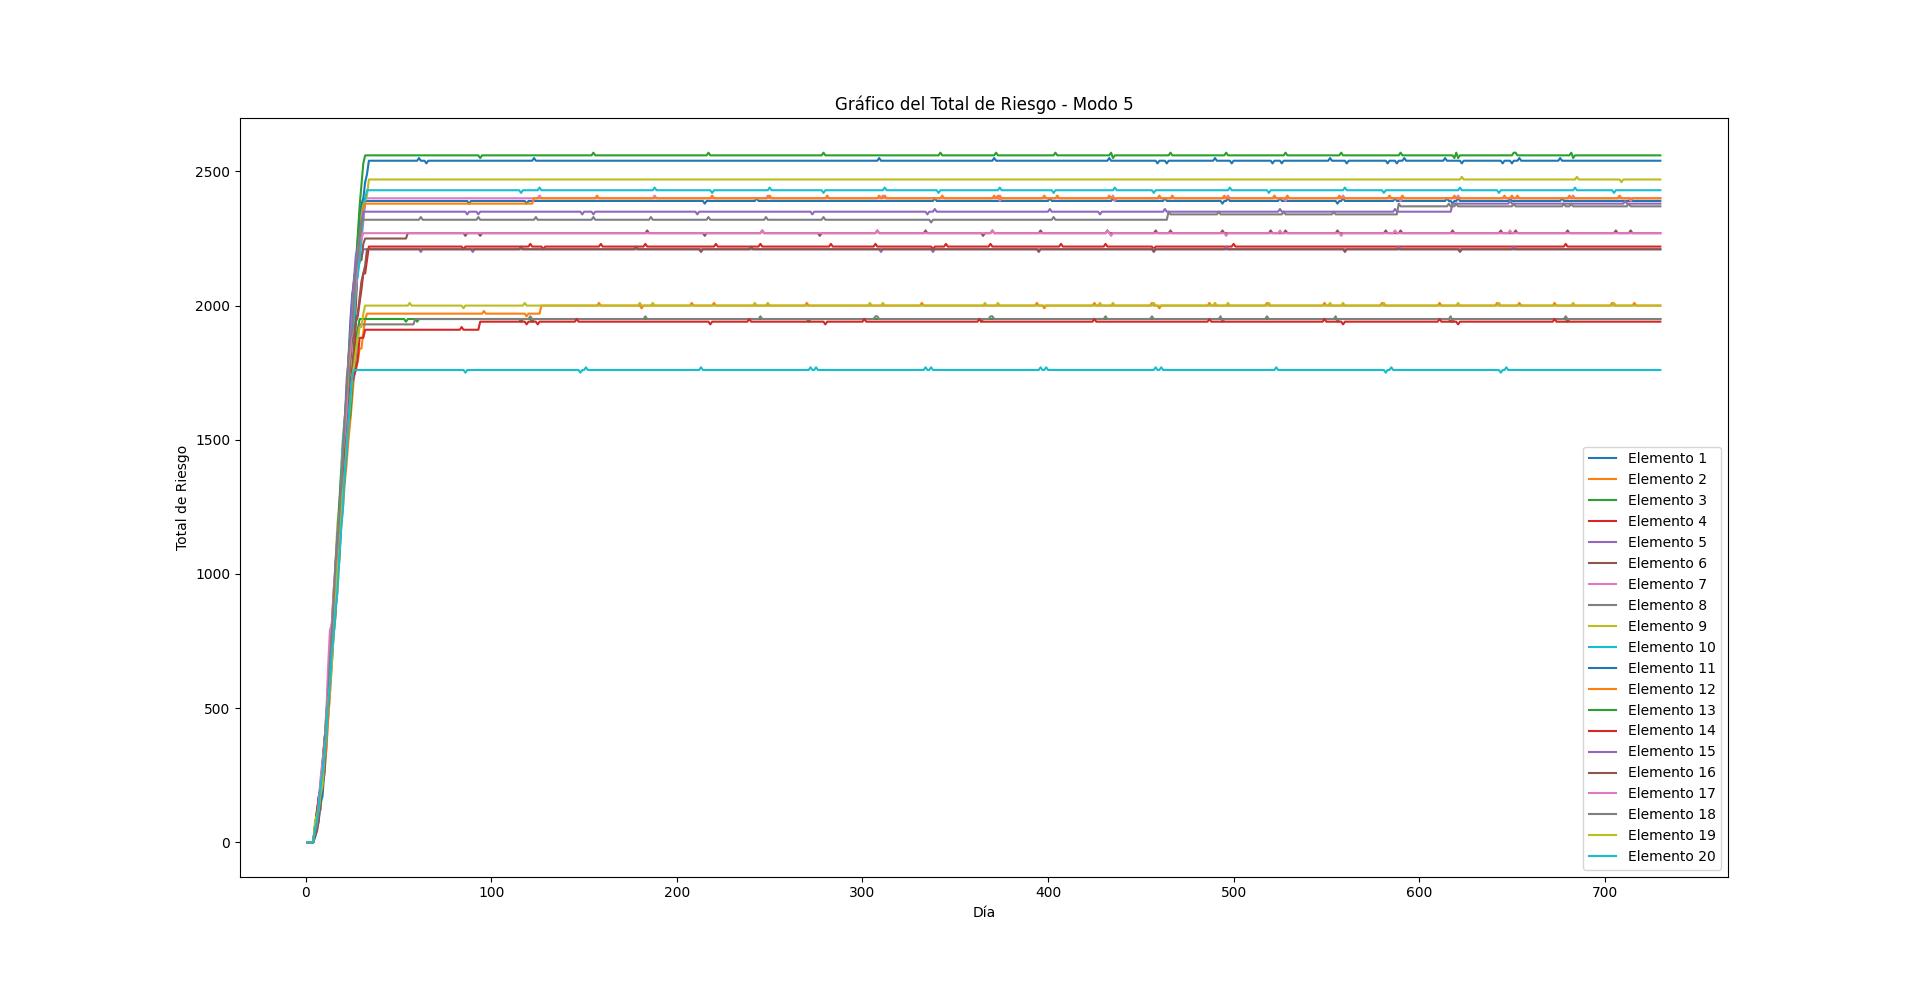 Gráfico del Total de Riesgo - Modo 5
Total de Riesgo
2500
2000
1500
1000
500
0
0 100 200 300 400 500 600 700
Día
Elemento 1
Elemento 2
Elemento 3
Elemento 4
Elemento 5
Elemento 6
Elemento 7
Elemento 8
Elemento 9
Elemento 10
Elemento 11
Elemento 12
Elemento 13
Elemento 14
Elemento 15
Elemento 16
Elemento 17
Elemento 18
Elemento 19
Elemento 20